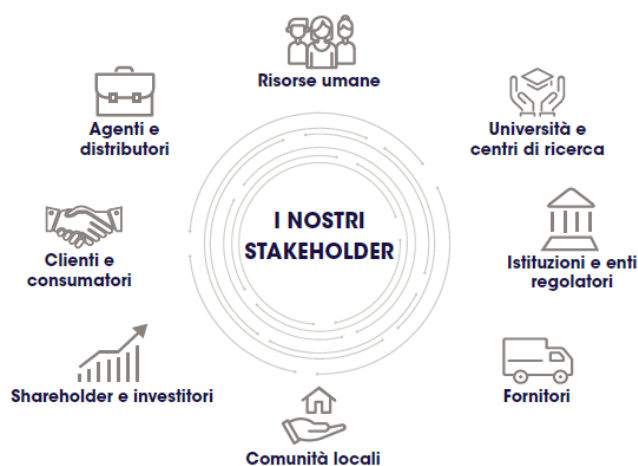 Risorse umane
Agenti e
distributori
Università e
centri di ricerca
I NOSTRI
STAKEHOLDER
Clienti e
consumatori
Istituzioni e enti
regolatori
Shareholder e investitori
Fornitori
Comunità locali